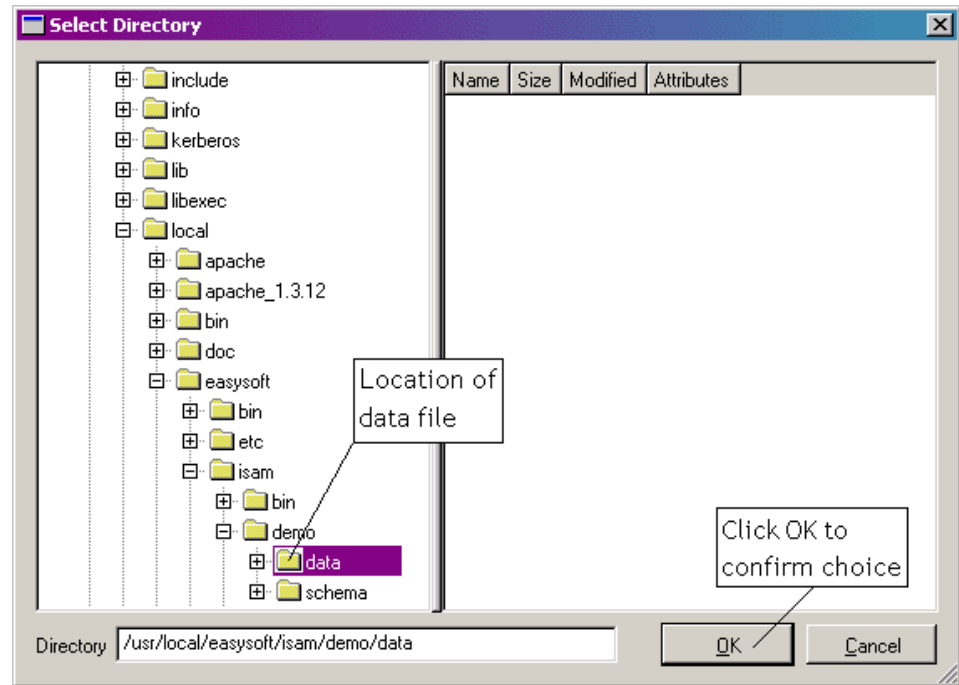 Select Directory
include
info
kerberos
lib
libexec
local
apache
apache_1.3.12
bin
doc
easysoft
bin
etc
isam
bin
demo
data
schema
Name Size Modified Attributes
Location of
data file
Click OK to
confirm choice
Directory /usr/local/easysoft/isam/demo/data
OK Cancel